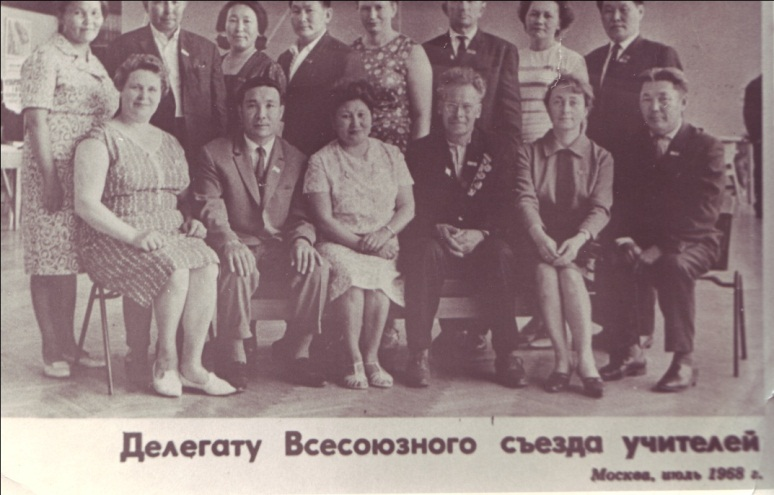 Делегату Всесоюзного съезда учителей
Москва, июль 1968 г.